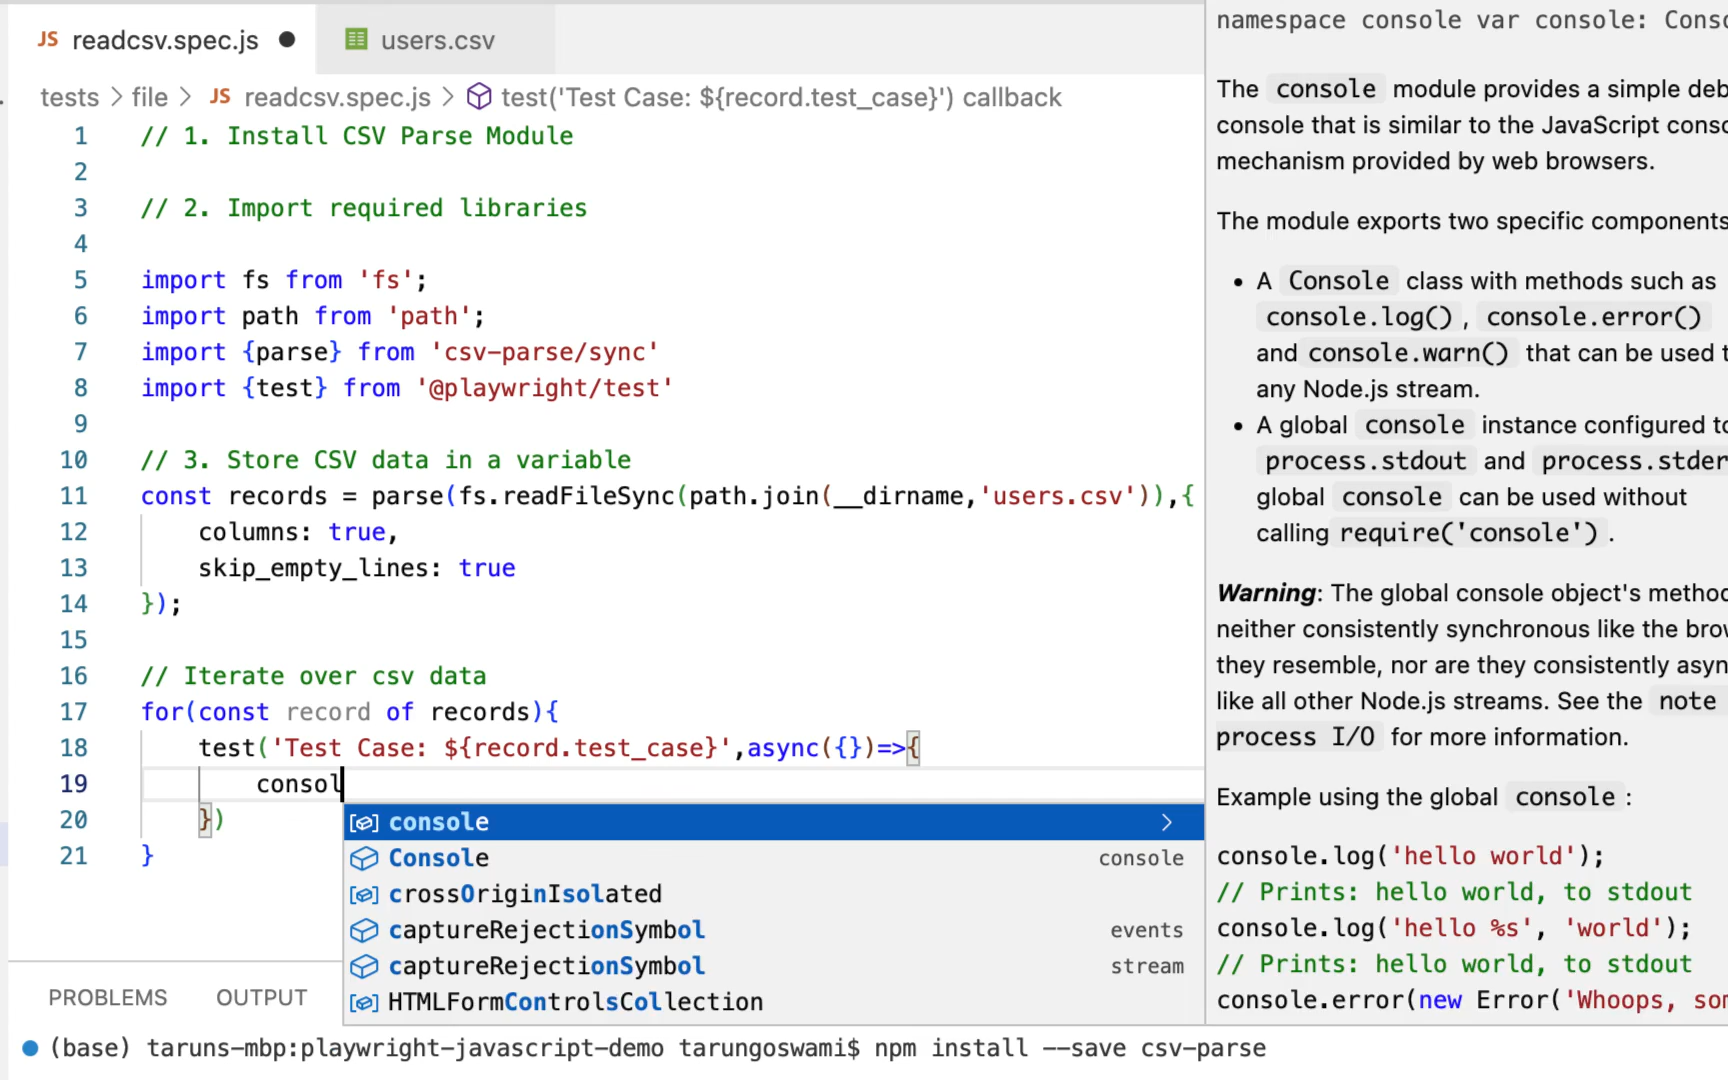 JS readcsv.spec.js ● users.csv
tests > file > JS readcsv.spec.js > test('Test Case: ${record.test_case}') callback
1 // 1. Install CSV Parse Module
2
3 // 2. Import required libraries
4
5 import fs from 'fs';
6 import path from 'path';
7 import {parse} from 'csv-parse/sync'
8 import {test} from '@playwright/test'
9
10 // 3. Store CSV data in a variable
11 const records = parse(fs.readFileSync(path.join(__dirname,'users.csv')),{
12 columns: true,
13 skip_empty_lines: true
14 });
15
16 // Iterate over csv data
17 for(const record of records){
18 test('Test Case: ${record.test_case}',async({})=>{
19 consol
20 })
21 }
console
Console console
crossOriginIsolated
captureRejectionSymbol events
captureRejectionSymbol stream
HTMLFormControlsCollection
namespace console var console: Conso
The console module provides a simple deb
console that is similar to the JavaScript conso
mechanism provided by web browsers.
The module exports two specific components
• A Console class with methods such as
console.log() , console.error()
and console.warn() that can be used t
any Node.js stream.
• A global console instance configured to
process.stdout and process.stder
global console can be used without
calling require('console') .
Warning: The global console object's method
neither consistently synchronous like the brow
they resemble, nor are they consistently asyn
like all other Node.js streams. See the note
process I/O for more information.
Example using the global console :
console.log('hello world');
// Prints: hello world, to stdout
console.log('hello %s', 'world');
// Prints: hello world, to stdout
console.error(new Error('Whoops, som
PROBLEMS OUTPUT
(base) taruns-mbp:playwright-javascript-demo tarungoswami$ npm install --save csv-parse